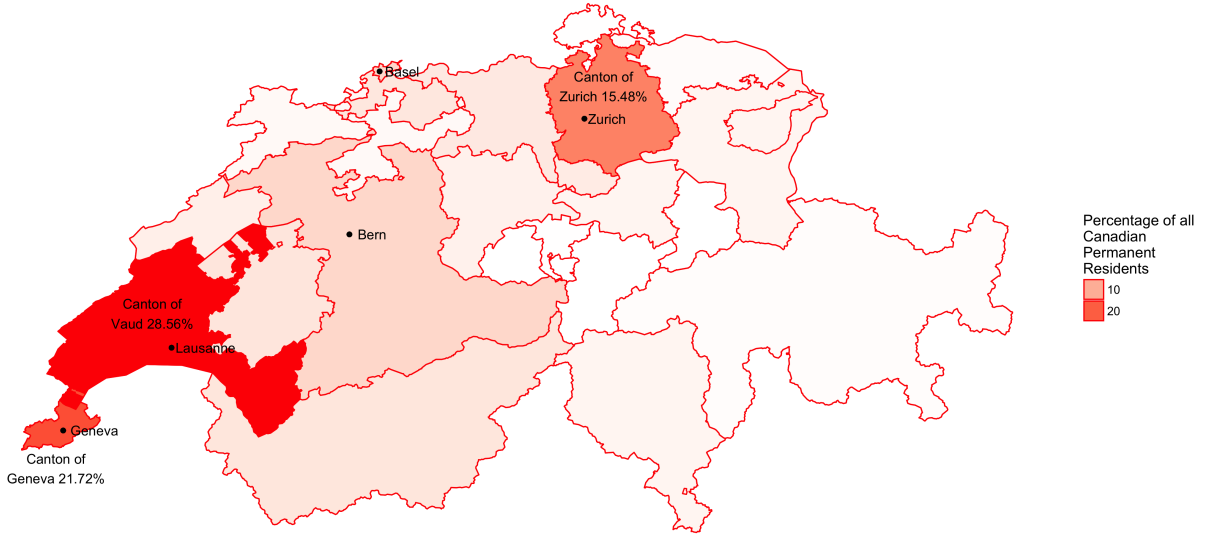 Basel
Canton of
Zurich 15.48%
Zurich
Bern
Percentage of all
Canadian
Permanent
Residents
10
20
Canton of
Vaud 28.56%
Lausanne
Geneva
Canton of
Geneva 21.72%